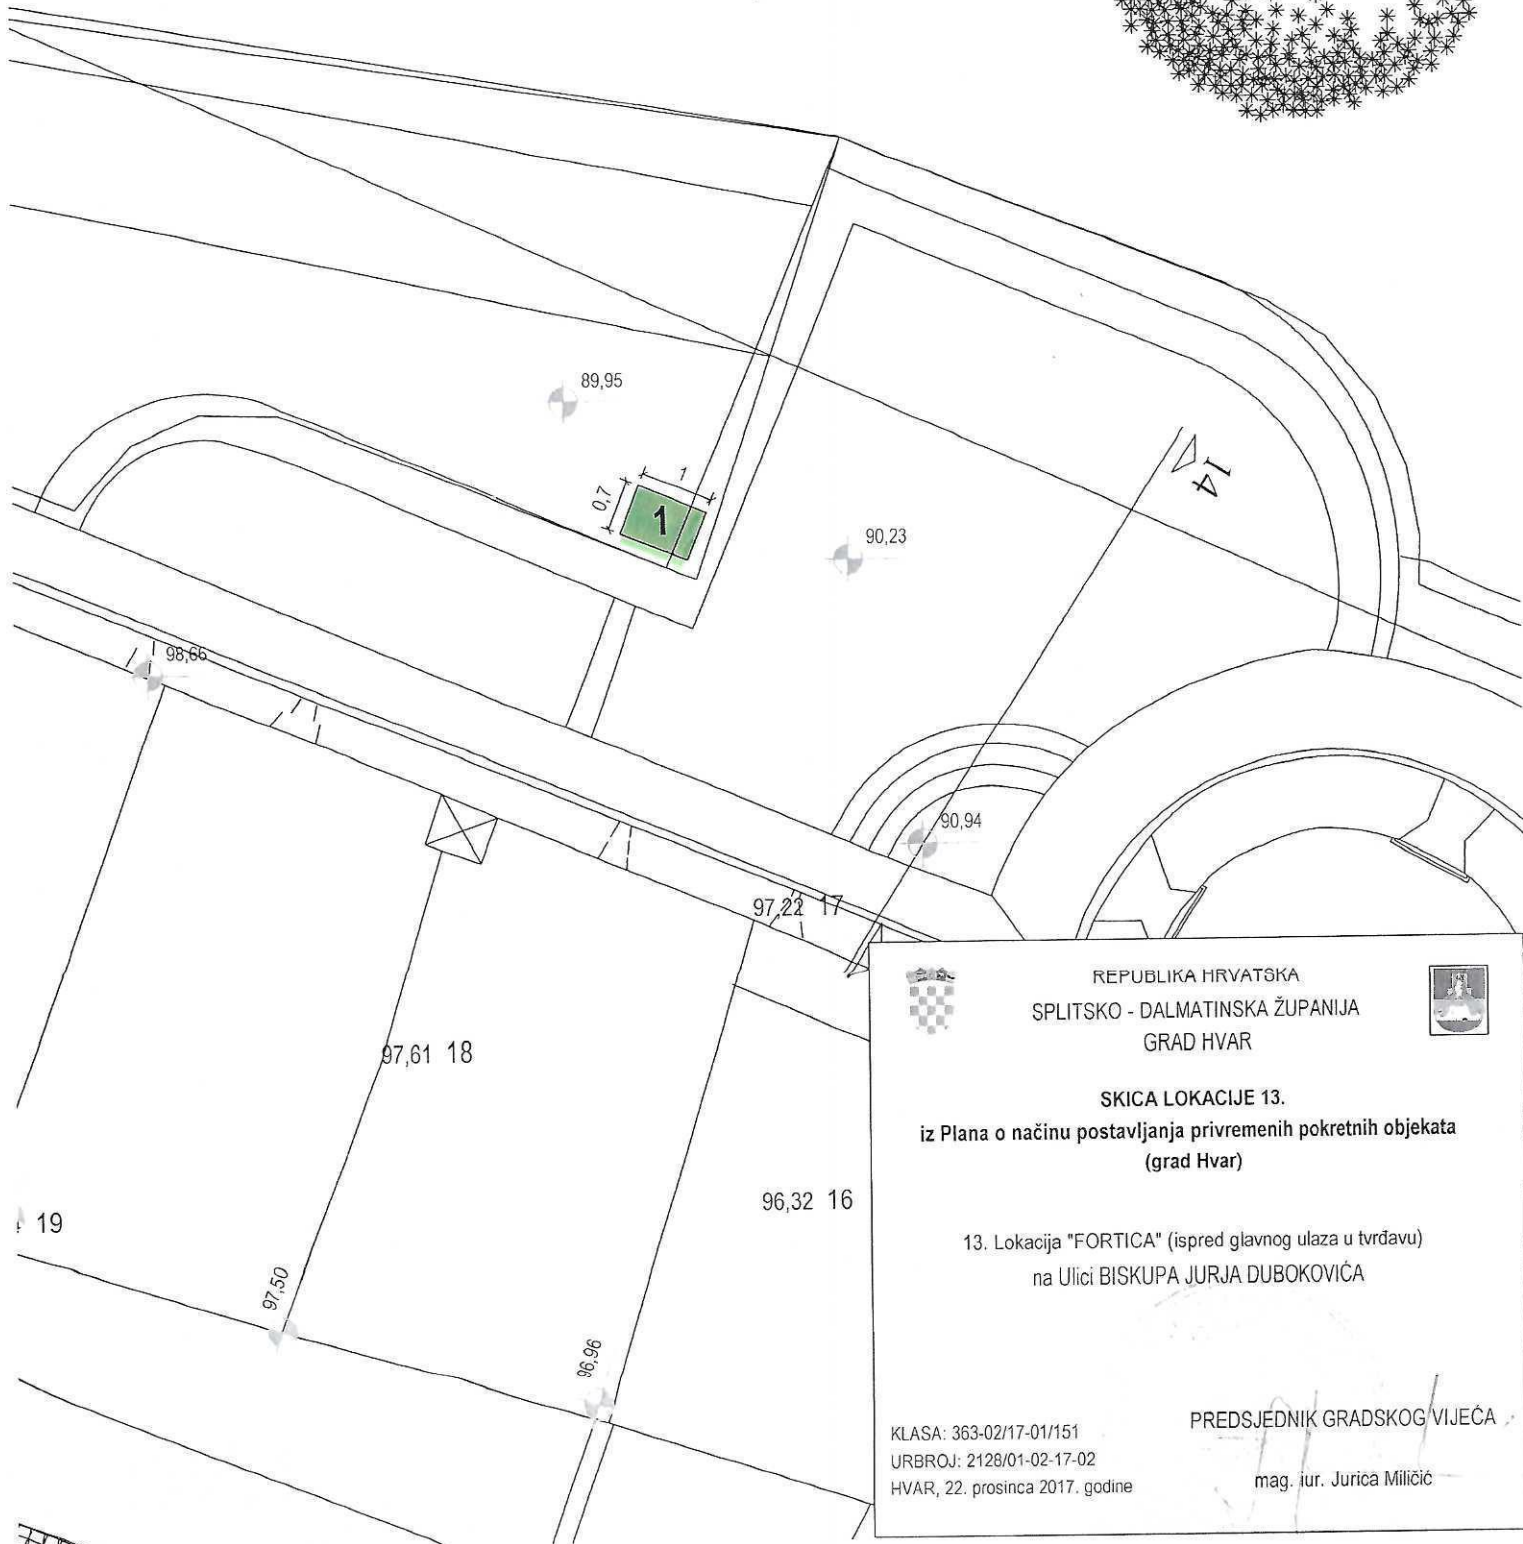 89,95
1
0,7
1
14
90,23
98,66
90,94
97,22 17
97,61 18
96,32 16
19
97,50
96,96
REPUBLIKA HRVATSKA
SPLITSKO - DALMATINSKA ŽUPANIJA
GRAD HVAR
SKICA LOKACIJE 13.
iz Plana o načinu postavljanja privremenih pokretnih objekata
(grad Hvar)
13. Lokacija "FORTICA" (ispred glavnog ulaza u tvrđavu)
na Ulici BISKUPA JURJA DUBOKOVIĆA
KLASA: 363-02/17-01/151
URBROJ: 2128/01-02-17-02
HVAR, 22. prosinca 2017. godine
PREDSJEDNIK GRADSKOG VIJEĆA
mag. iur. Jurica Miličić